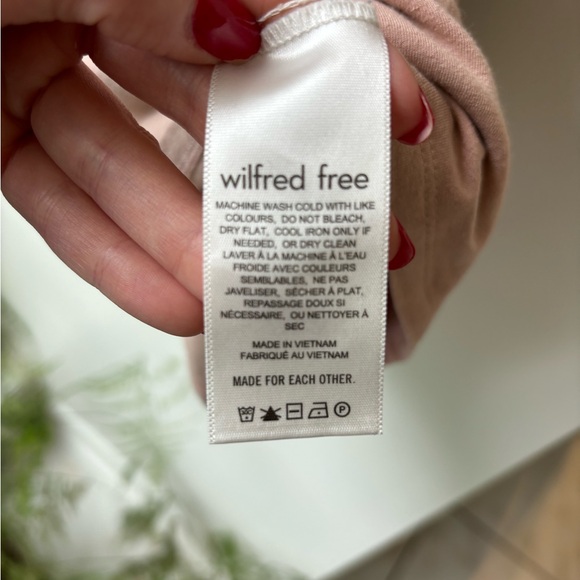 wilfred free
MACHINE WASH COLD WITH LIKE
COLOURS, DO NOT BLEACH,
DRY FLAT, COOL IRON ONLY IF
NEEDED, OR DRY CLEAN
LAVER À LA MACHINE À L'EAU
FROIDE AVEC COULEURS
SEMBLABLES, NE PAS
JAVELISER, SÉCHER À PLAT,
REPASSAGE DOUX SI
NÉCESSAIRE, OU NETTOYER À
SEC
MADE IN VIETNAM
FABRIQUÉ AU VIETNAM
MADE FOR EACH OTHER.
P